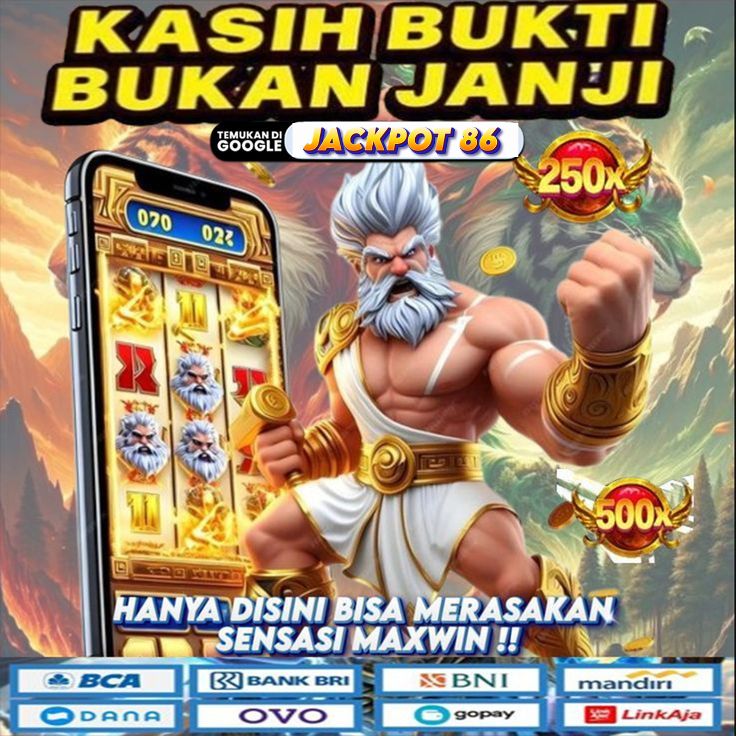 KASIH BUKTI
BUKAN JANJI
TEMUKAN DI
GOOGLE
JACKPOT 86
250x
070 02
500x
HANYA DISINI BISA MERASAKAN
SENSASI MAXWIN !!
BCA
BANK BRI
BNI
mandiri
DANA
OVO
gopay
LinkAja